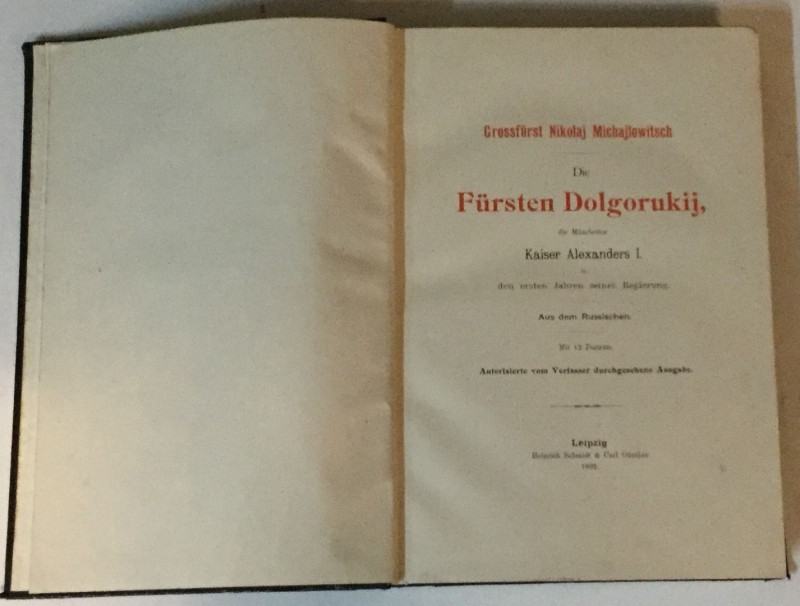 Grossfürst Nikolaj Michajlowitsch
Die
Fürsten Dolgorukij,
die Mitarbeiter
Kaiser Alexanders I.
in
den ersten Jahren seiner Regierung.
Aus dem Russischen.
Mit 12
Autorisierte vom Verfasser durchgesehene Ausgabe.
Leipzig
Heinrich Schmidt & Carl Günther